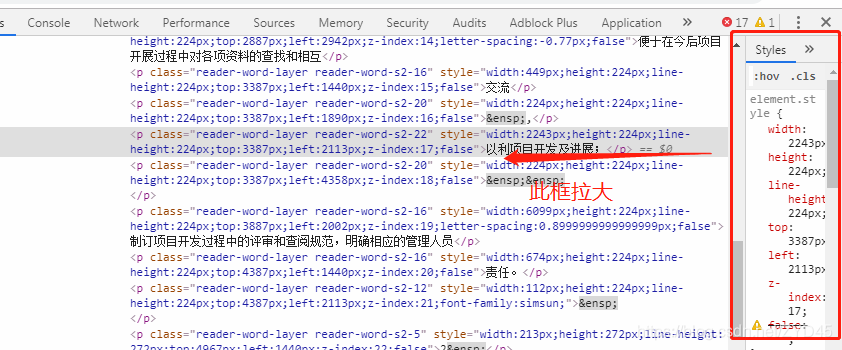 s Console Performance Sources Network Memory Security Audits Adblock Plus Application » 17 1
height:224px;top:2887px;left:2942px;z-index:14;letter-spacing:-0.77px;false">便于在今后项目
开展过程中对各项资料的查找和相互</p>
<p class="reader-word-layer reader-word-s2-16" style="width:449px;height:224px;line-
height:224px;top:3387px;left:1440px;z-index:15;false">交流</p>
<p class="reader-word-layer reader-word-s2-20" style="width:224px;height:224px;line-
height:224px;top:3387px;left:1890px;z-index:16;false">&ensp;,</p>
<p class="reader-word-layer reader-word-s2-22" style="width:2243px;height:224px;line-
height:224px;top:3387px;left:2113px;z-index:17;false">以利项目开发及进展；</p> == $0
<p class="reader-word-layer reader-word-s2-20" style="width:224px;height:224px;line-
height:224px;top:3387px;left:4358px;z-index:18;false">&ensp;&ensp;
</p>
此框拉大
<p class="reader-word-layer reader-word-s2-16" style="width:6099px;height:224px;line-
height:224px;top:3887px;left:2002px;z-index:19;letter-spacing:0.8999999999999999px;false">
制订项目开发过程中的评审和查阅规范，明确相应的管理人员</p>
<p class="reader-word-layer reader-word-s2-16" style="width:674px;height:224px;line-
height:224px;top:4387px;left:1440px;z-index:20;false">责任。</p>
<p class="reader-word-layer reader-word-s2-12" style="width:112px;height:224px;line-
height:224px;top:4387px;left:2113px;z-index:21;font-family:simsun;">&ensp;
</p>
<p class="reader-word-layer reader-word-s2-5" style="width:213px;height:272px;line-
height:272px;top:4967px;left:1440px;z-index:22;false">2&ensp;</p>
Styles »
:hov .cls
element.st
yle {
width:
2243px;
height:
224px;
line-
height:
224px;
top:
3387px;
left:
2113px;
z-
index:
17;
false:
;